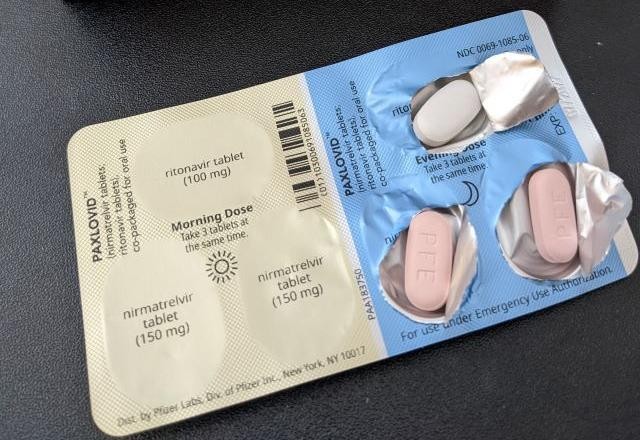 PAXLOVID™
(nirmatrelvir tablets;
ritonavir tablets),
co-packaged for oral use
ritonavir tablet
(100 mg)
Morning Dose
Take 3 tablets at
the same time.
nirmatrelvir
tablet
(150 mg)
nirmatrelvir
tablet
(150 mg)
Dist. by Pfizer Labs, Div. of Pfizer Inc., New York, NY 10017
(01) 10300691085063
NDC 0069-1085-06
only
PAXLOVID™
(nirmatrelvir tablets;
ritonavir tablets),
co-packaged for oral use
rito
Evening Dose
Take 3 tablets at
the same time.
EXP
PFE
PFE
PAA183750
For use under Emergency Use Authorization.